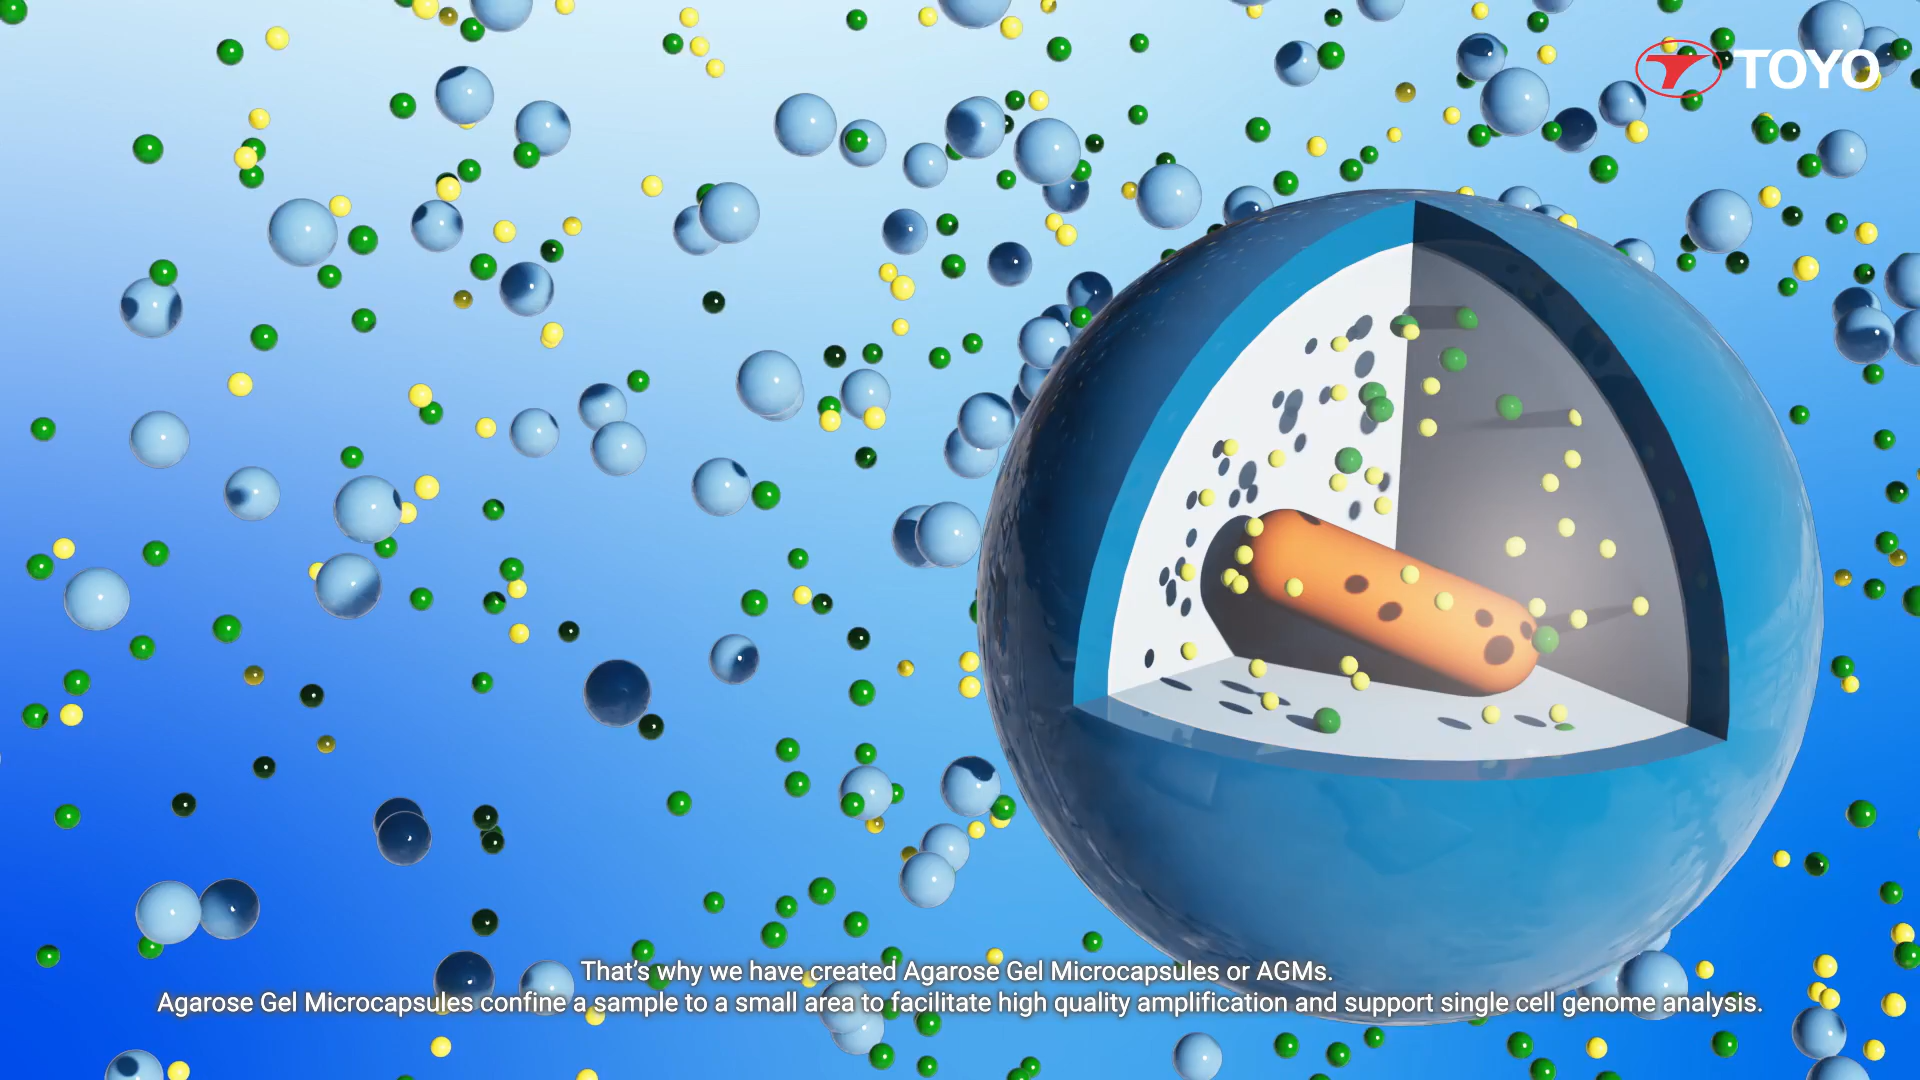 TOYO
That’s why we have created Agarose Gel Microcapsules or AGMs.
Agarose Gel Microcapsules confine a sample to a small area to facilitate high quality amplification and support single cell genome analysis.